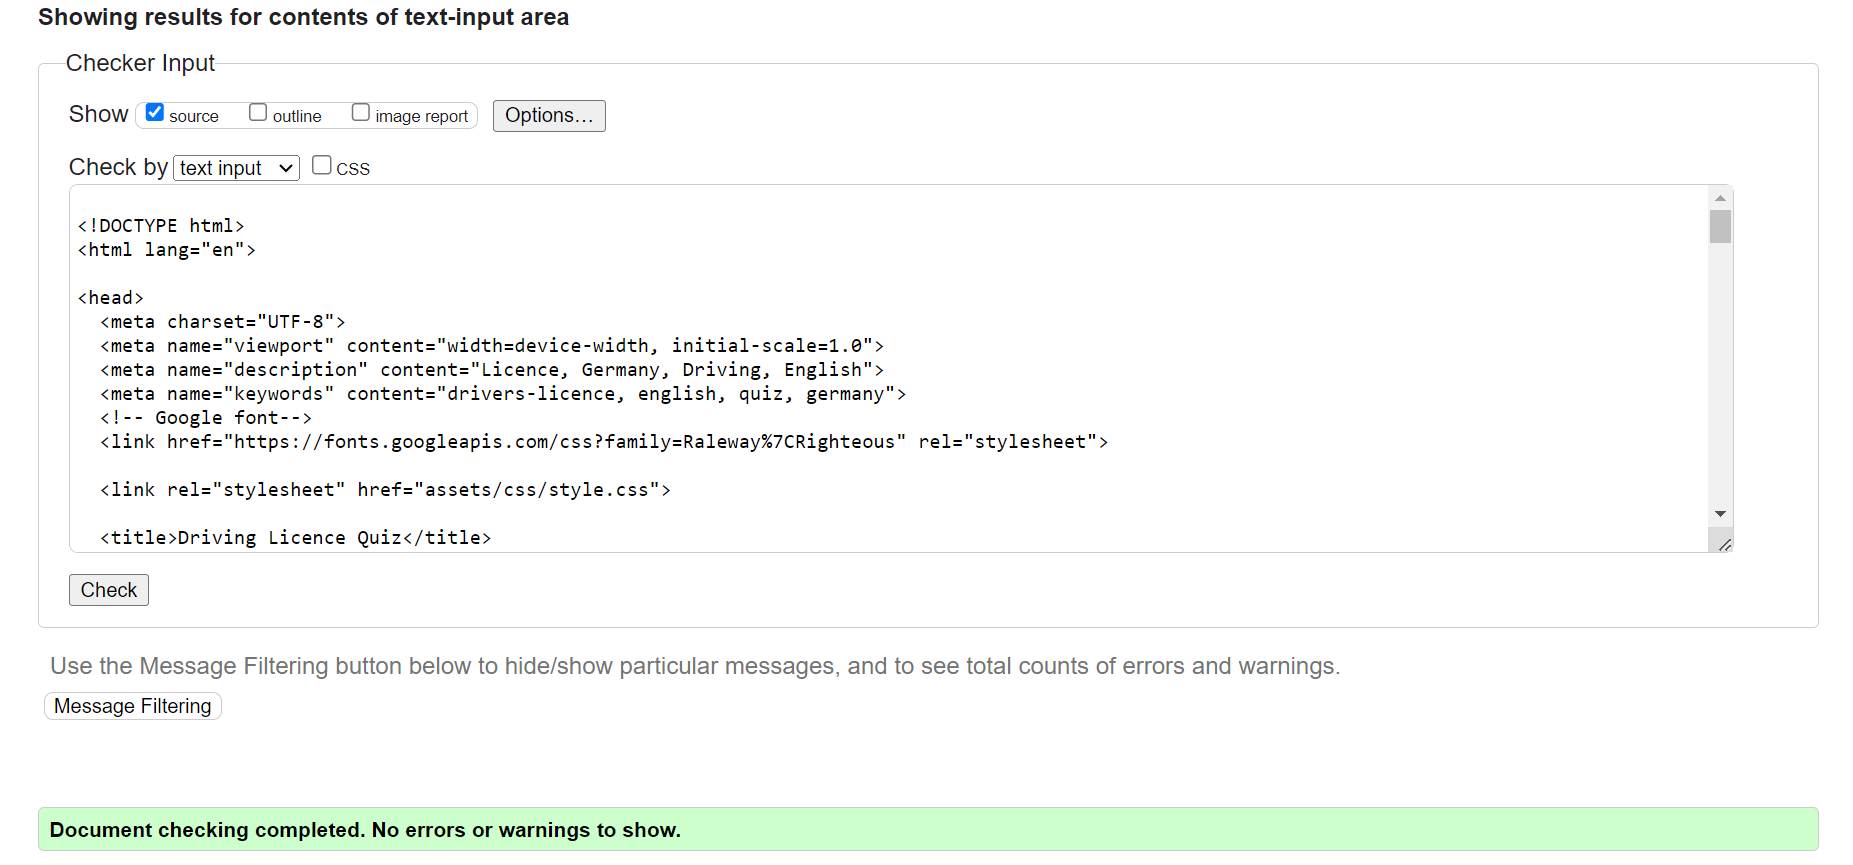 Showing results for contents of text-input area
Checker Input
Show source outline image report Options...
Check by text input CSS
<!DOCTYPE html>
<html lang="en">
<head>
<meta charset="UTF-8">
<meta name="viewport" content="width=device-width, initial-scale=1.0">
<meta name="description" content="Licence, Germany, Driving, English">
<meta name="keywords" content="drivers-licence, english, quiz, germany">
<!-- Google font-->
<link href="https://fonts.googleapis.com/css?family=Raleway%7CRighteous" rel="stylesheet">
<link rel="stylesheet" href="assets/css/style.css">
<title>Driving Licence Quiz</title>
Check
Use the Message Filtering button below to hide/show particular messages, and to see total counts of errors and warnings.
Message Filtering
Document checking completed. No errors or warnings to show.